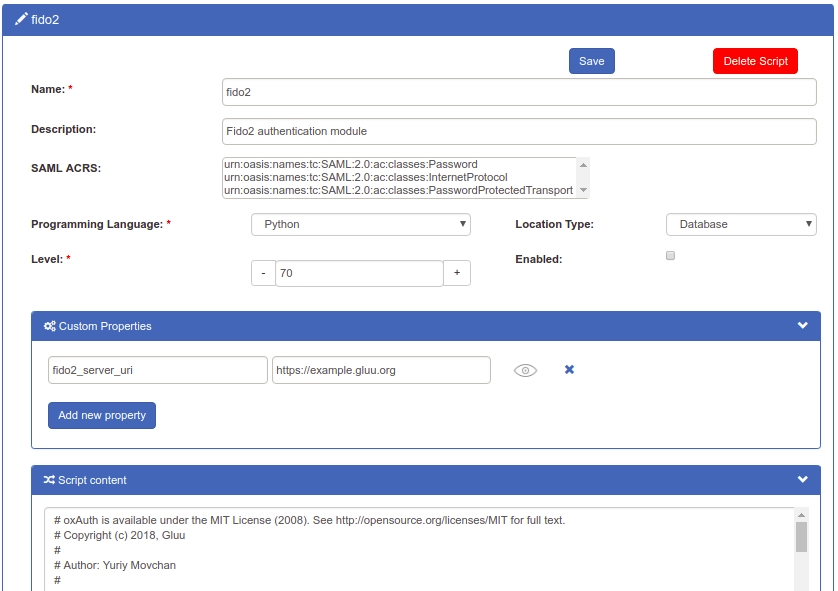 fido2
Save
Delete Script
Name: *
fido2
Description:
Fido2 authentication module
SAML ACRS:
urn:oasis:names:tc:SAML:2.0:ac:classes:Password
urn:oasis:names:tc:SAML:2.0:ac:classes:InternetProtocol
urn:oasis:names:tc:SAML:2.0:ac:classes:PasswordProtectedTransport
Programming Language: *
Python
Location Type:
Database
Level: *
-
70
+
Enabled:
Custom Properties
fido2_server_uri
https://example.gluu.org
Add new property
Script content
# oxAuth is available under the MIT License (2008). See http://opensource.org/licenses/MIT for full text.
# Copyright (c) 2018, Gluu
#
# Author: Yuriy Movchan
#